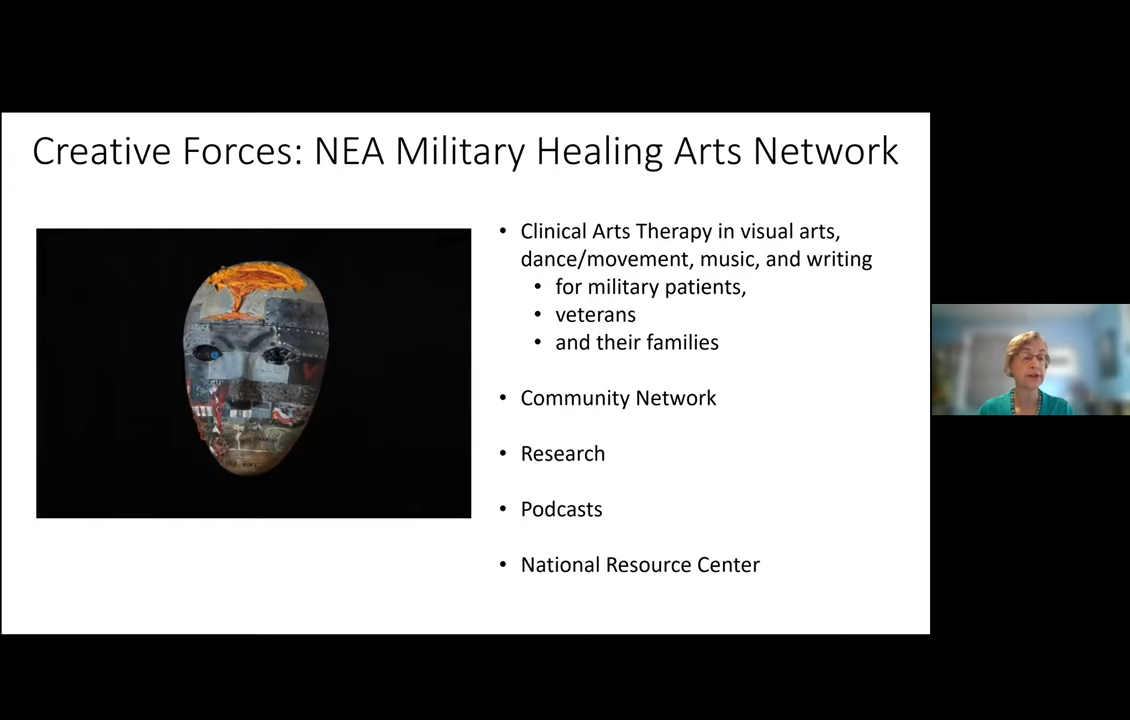 Creative Forces: NEA Military Healing Arts Network
• Clinical Arts Therapy in visual arts,
dance/movement, music, and writing
• for military patients,
• veterans
• and their families
• Community Network
• Research
• Podcasts
• National Resource Center